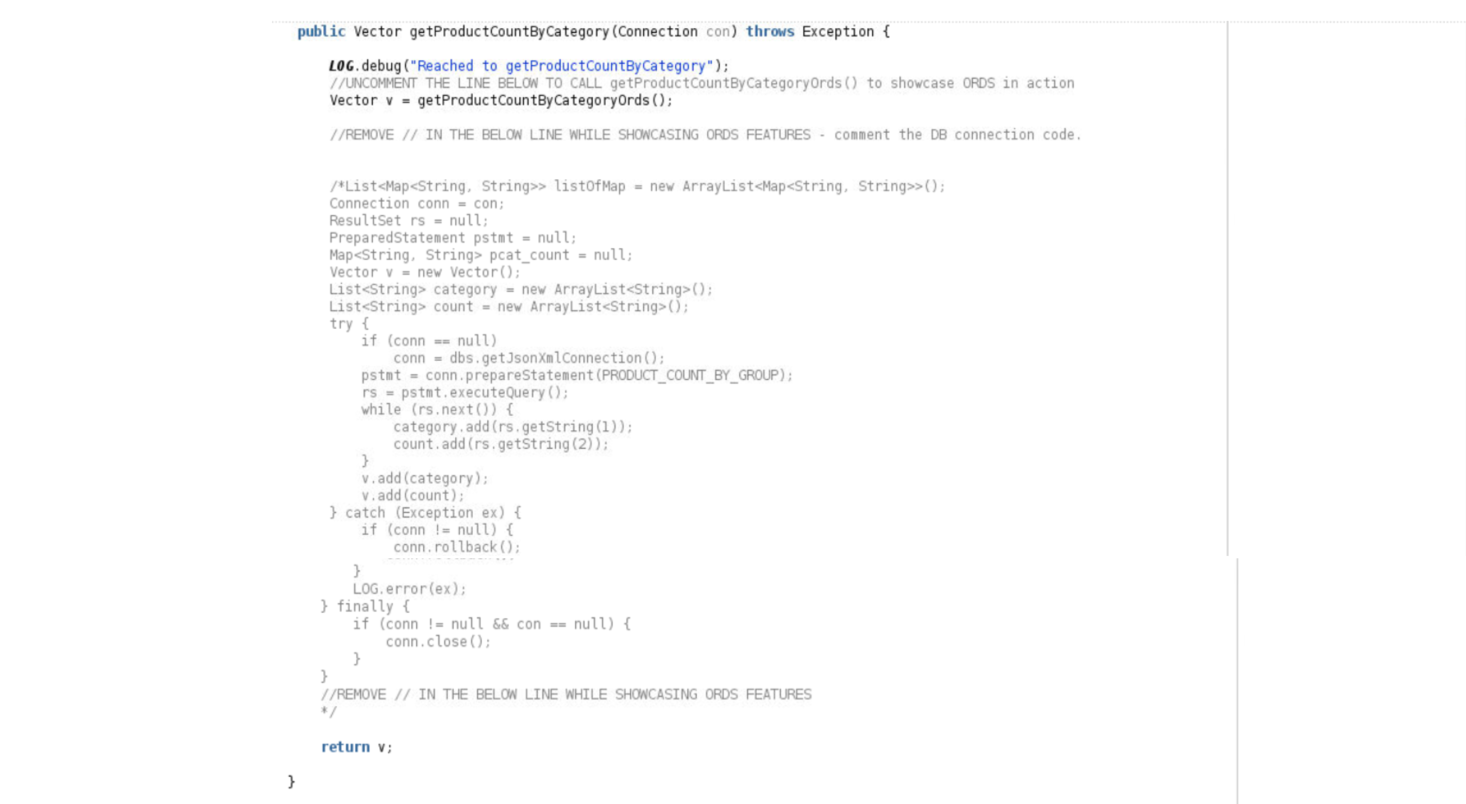 public Vector getProductCountByCategory(Connection con) throws Exception {
LOG.debug("Reached to getProductCountByCategory");
//UNCOMMENT THE LINE BELOW TO CALL getProductCountByCategoryOrds() to showcase ORDS in action
Vector v = getProductCountByCategoryOrds();
//REMOVE // IN THE BELOW LINE WHILE SHOWCASING ORDS FEATURES - comment the DB connection code.
/*List<Map<String, String>> listOfMap = new ArrayList<Map<String, String>>();
Connection conn = con;
ResultSet rs = null;
PreparedStatement pstmt = null;
Map<String, String> pcat_count = null;
Vector v = new Vector();
List<String> category = new ArrayList<String>();
List<String> count = new ArrayList<String>();
try {
if (conn == null)
conn = dbs.getJsonXmlConnection();
pstmt = conn.prepareStatement(PRODUCT_COUNT_BY_GROUP);
rs = pstmt.executeQuery();
while (rs.next()) {
category.add(rs.getString(1));
count.add(rs.getString(2));
}
v.add(category);
v.add(count);
} catch (Exception ex) {
if (conn != null) {
conn.rollback();
}
LOG.error(ex);
} finally {
if (conn != null && con == null) {
conn.close();
}
}
//REMOVE // IN THE BELOW LINE WHILE SHOWCASING ORDS FEATURES
*/
return v;
}